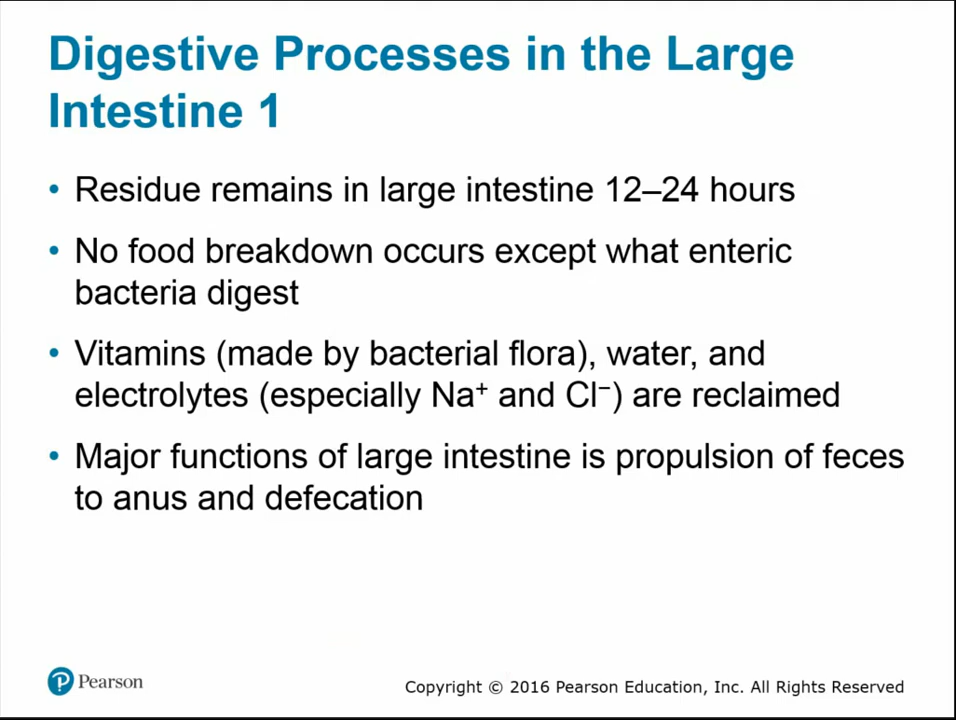 Digestive Processes in the Large
Intestine 1
• Residue remains in large intestine 12–24 hours
• No food breakdown occurs except what enteric
bacteria digest
• Vitamins (made by bacterial flora), water, and
electrolytes (especially Na⁺ and Cl⁻) are reclaimed
• Major functions of large intestine is propulsion of feces
to anus and defecation
P Pearson
Copyright © 2016 Pearson Education, Inc. All Rights Reserved